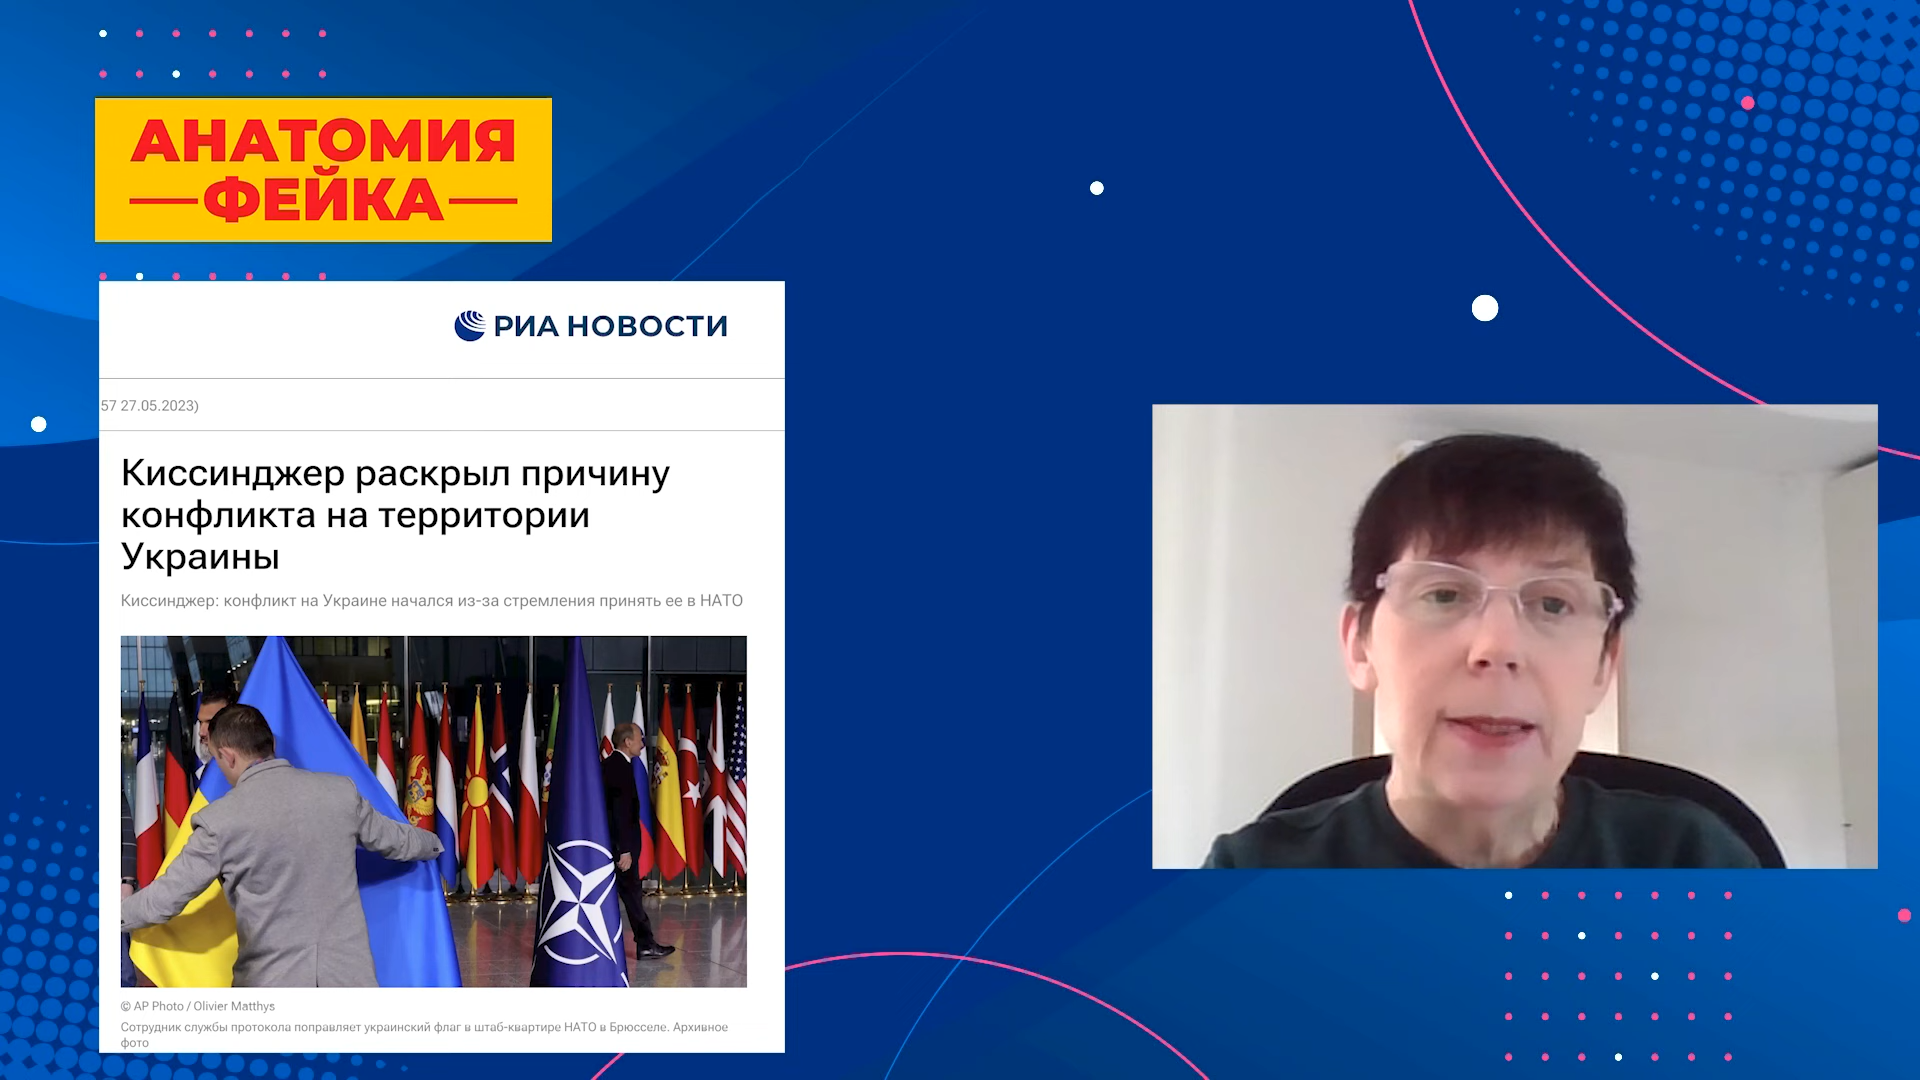 АНАТОМИЯ
ФЕЙКА
РИА НОВОСТИ
57 27.05.2023)
Киссинджер раскрыл причину
конфликта на территории
Украины
Киссинджер: конфликт на Украине начался из-за стремления принять ее в НАТО
© AP Photo / Olivier Matthys
Сотрудник службы протокола поправляет украинский флаг в штаб-квартире НАТО в Брюсселе. Архивное
фото